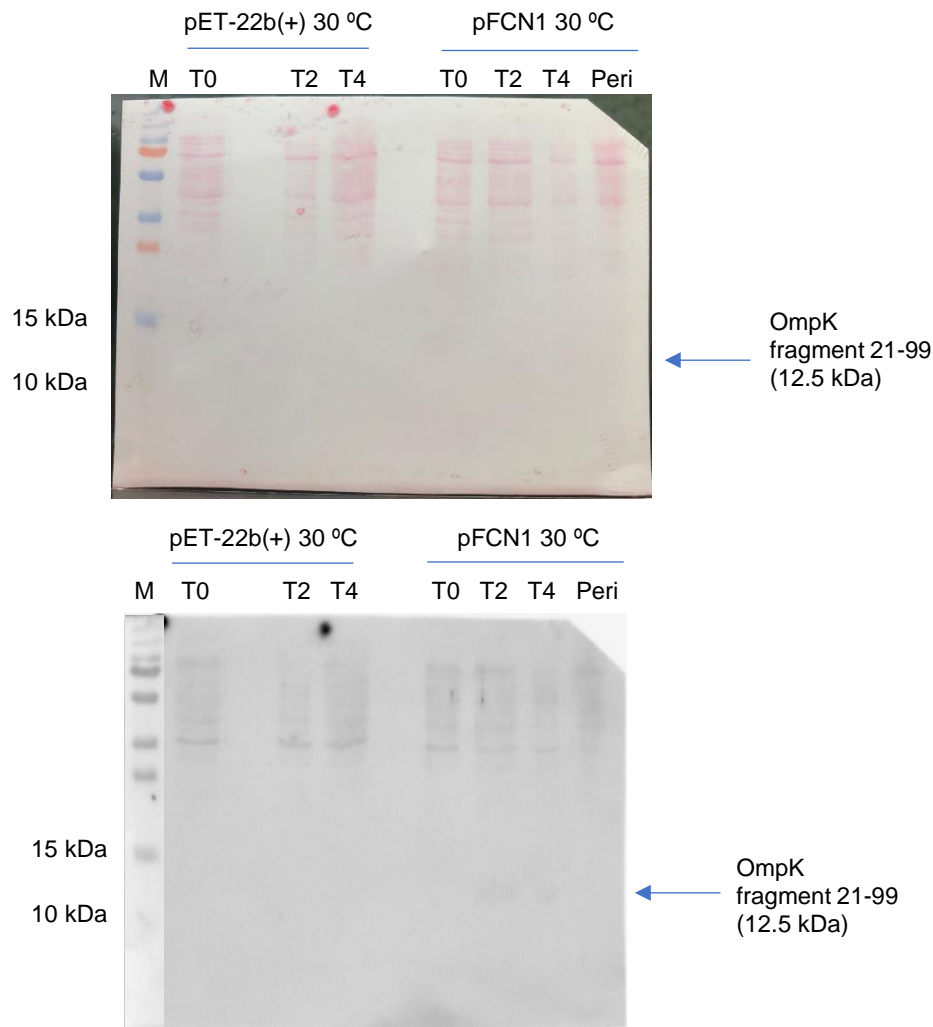 pET-22b(+) 30 ºC
pFCN1 30 ºC
M T0 T2 T4 T0 T2 T4 Peri
15 kDa
10 kDa
OmpK
fragment 21-99
(12.5 kDa)
pET-22b(+) 30 ºC
pFCN1 30 ºC
M T0 T2 T4 T0 T2 T4 Peri
15 kDa
10 kDa
OmpK
fragment 21-99
(12.5 kDa)